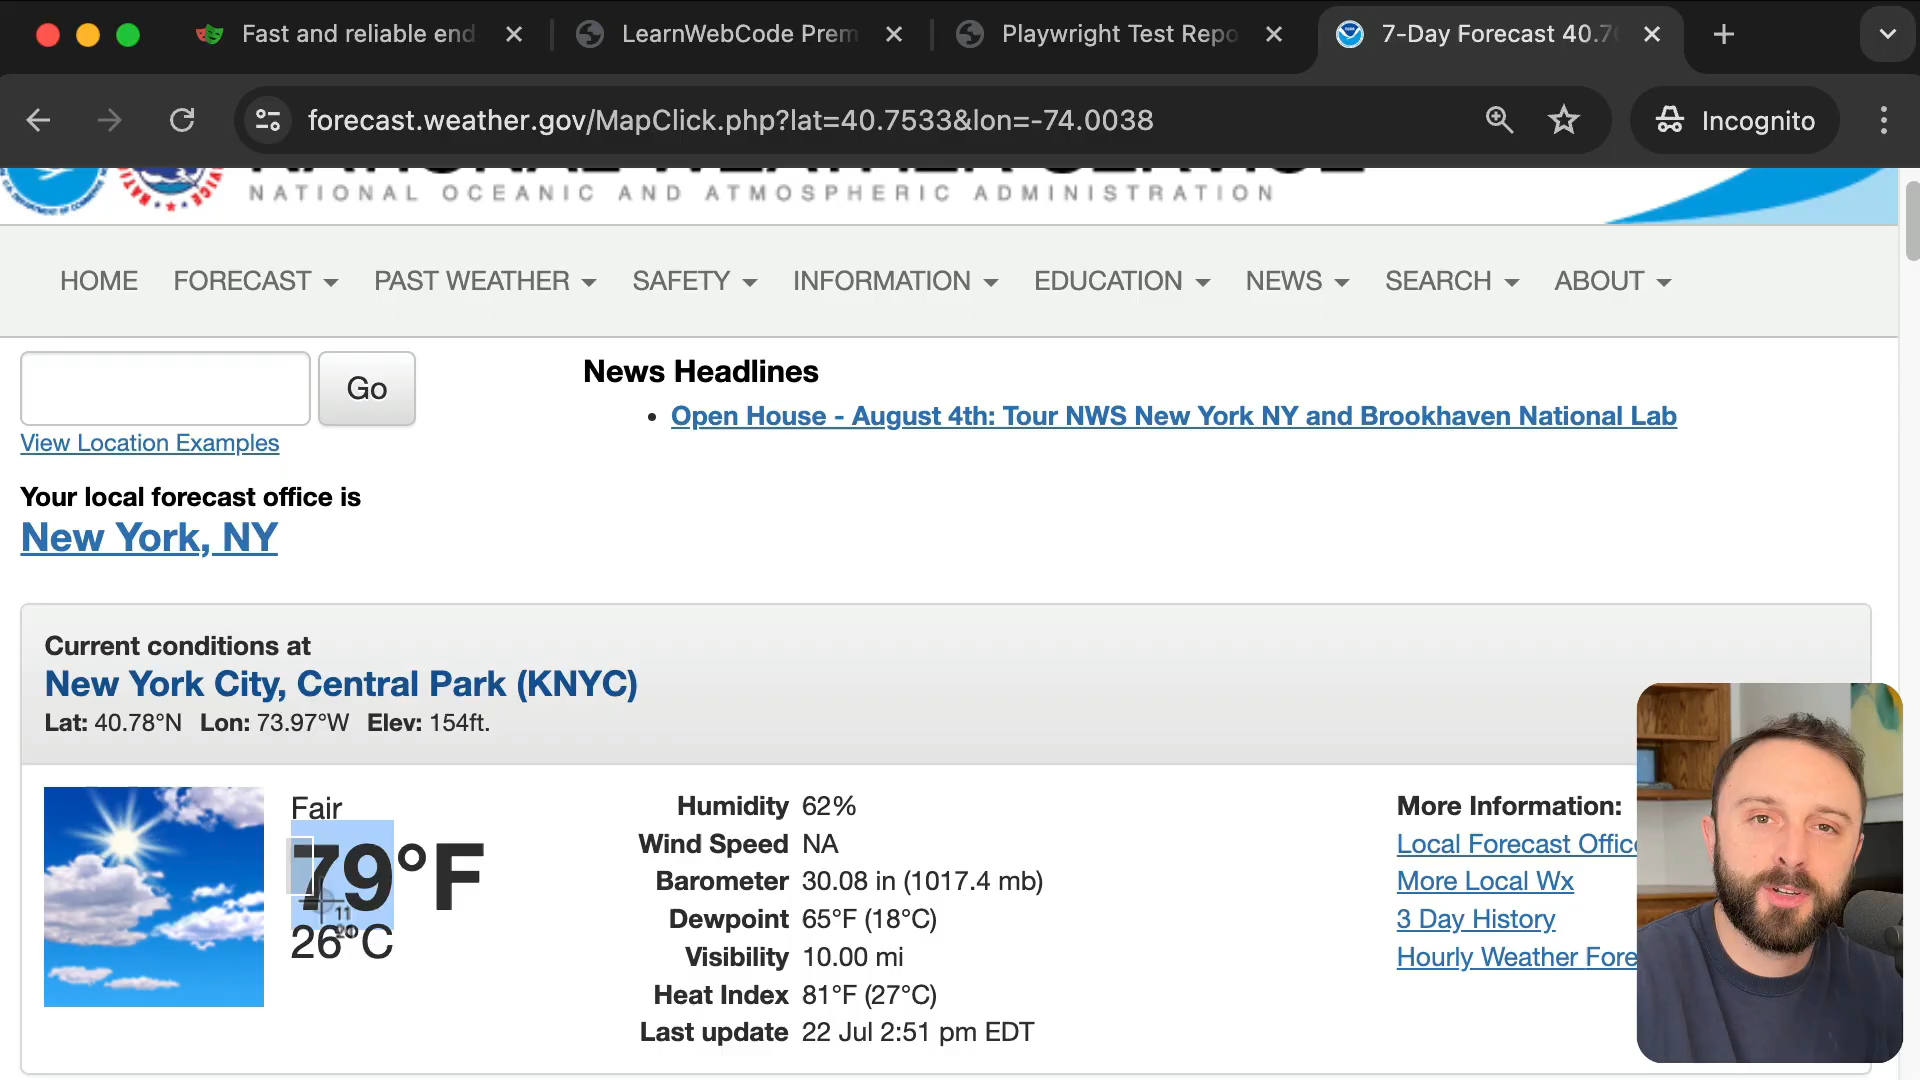 Fast and reliable end
LearnWebCode Prem
Playwright Test Repo
7-Day Forecast 40.7
forecast.weather.gov/MapClick.php?lat=40.7533&lon=-74.0038
Incognito
NATIONAL WEATHER SERVICE
NATIONAL OCEANIC AND ATMOSPHERIC ADMINISTRATION
HOME FORECAST PAST WEATHER SAFETY INFORMATION EDUCATION NEWS SEARCH ABOUT
Go
View Location Examples
News Headlines
• Open House - August 4th: Tour NWS New York NY and Brookhaven National Lab
Your local forecast office is
New York, NY
Current conditions at
New York City, Central Park (KNYC)
Lat: 40.78°N Lon: 73.97°W Elev: 154ft.
Fair
79°F
26°C
Humidity 62%
Wind Speed NA
Barometer 30.08 in (1017.4 mb)
Dewpoint 65°F (18°C)
Visibility 10.00 mi
Heat Index 81°F (27°C)
Last update 22 Jul 2:51 pm EDT
More Information:
Local Forecast Office
More Local Wx
3 Day History
Hourly Weather Fore